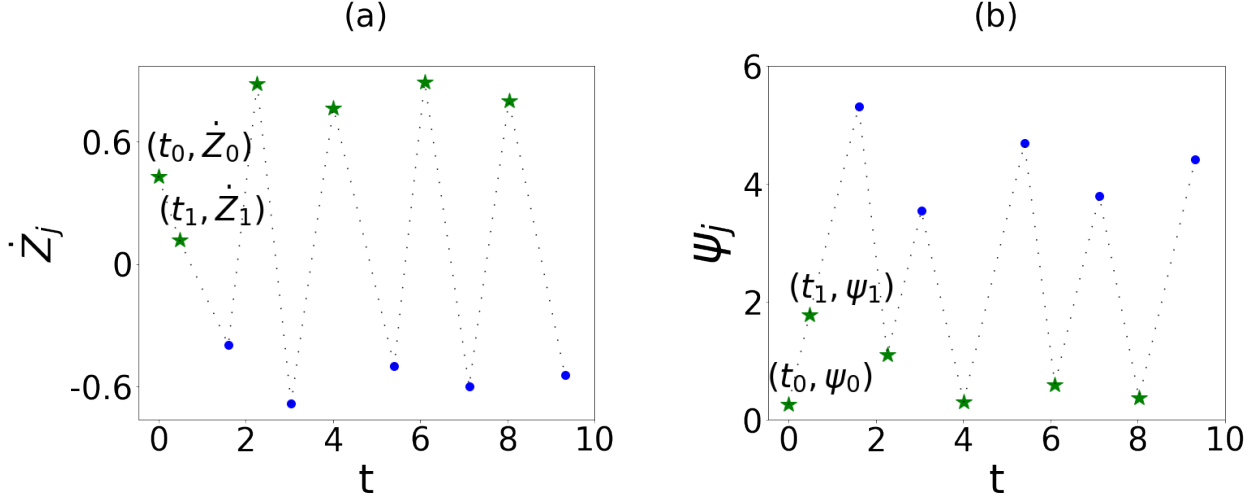 (a)
0.6
0
-0.6
Ż_j
(t_0, Ż_0)
(t_1, Ż_1)
0 2 4 6 8 10
t
(b)
6
4
2
0
ψ_j
(t_1, ψ_1)
(t_0, ψ_0)
0 2 4 6 8 10
t